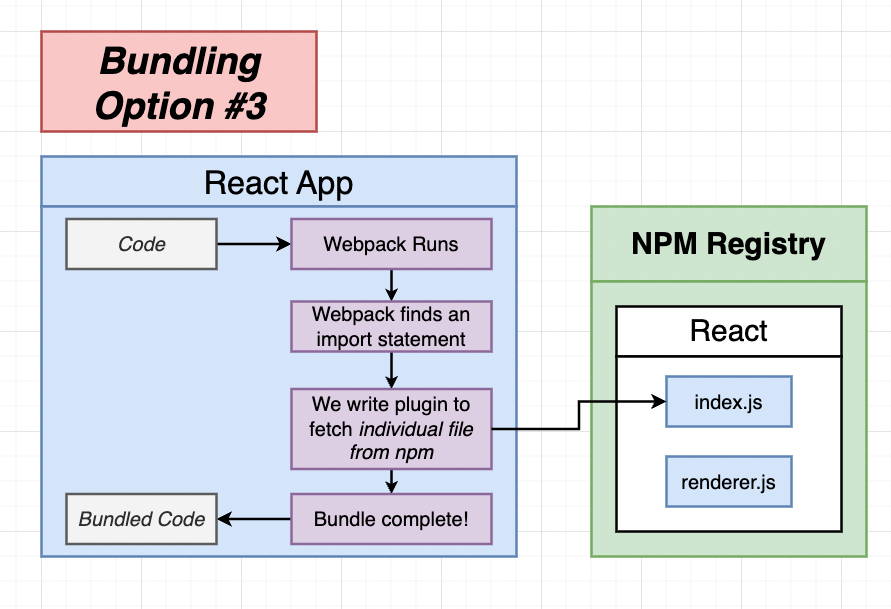 Bundling
Option #3
React App
Code
Webpack Runs
Webpack finds an
import statement
We write plugin to
fetch individual file
from npm
Bundle complete!
Bundled Code
NPM Registry
React
index.js
renderer.js